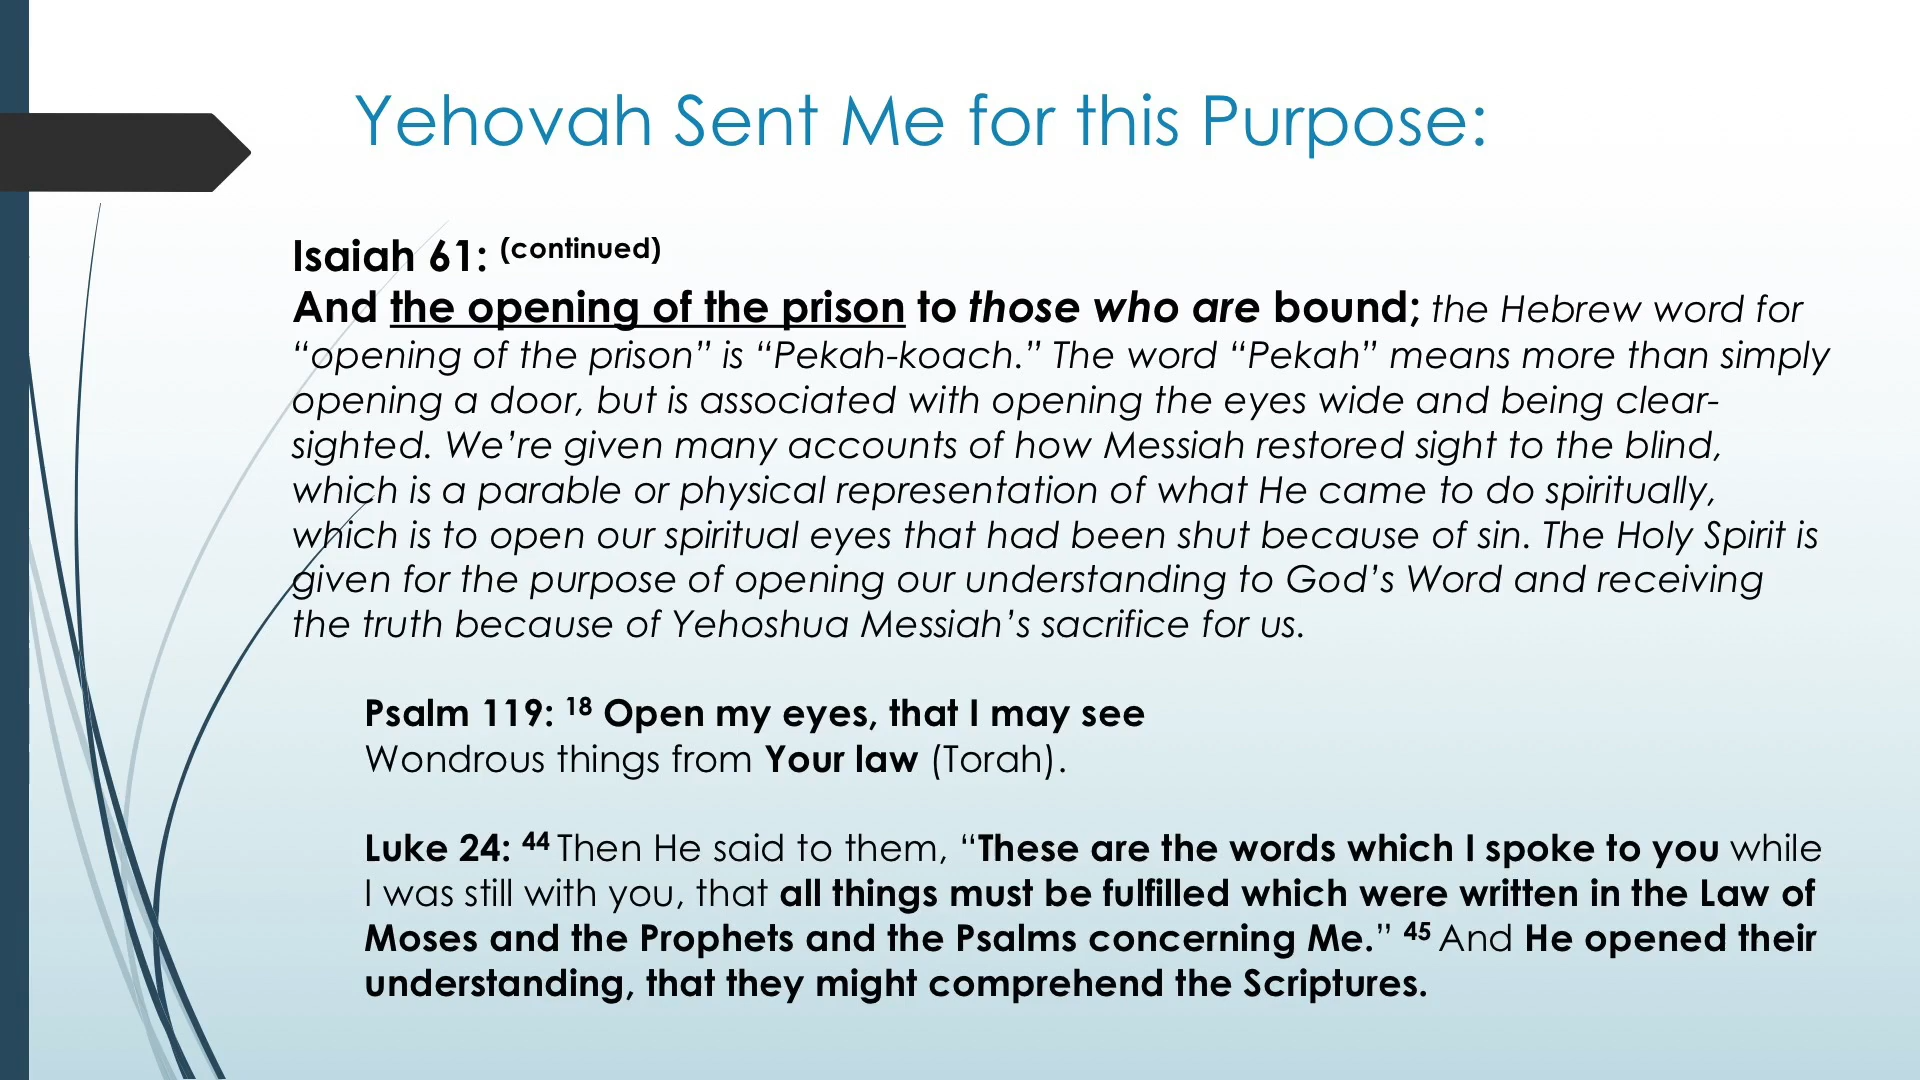 Yehovah Sent Me for this Purpose:
Isaiah 61: (continued)
And the opening of the prison to those who are bound; the Hebrew word for
“opening of the prison” is “Pekah-koach.” The word “Pekah” means more than simply
opening a door, but is associated with opening the eyes wide and being clear-
sighted. We’re given many accounts of how Messiah restored sight to the blind,
which is a parable or physical representation of what He came to do spiritually,
which is to open our spiritual eyes that had been shut because of sin. The Holy Spirit is
given for the purpose of opening our understanding to God’s Word and receiving
the truth because of Yehoshua Messiah’s sacrifice for us.
Psalm 119: 18 Open my eyes, that I may see
Wondrous things from Your law (Torah).
Luke 24: 44 Then He said to them, “These are the words which I spoke to you while
I was still with you, that all things must be fulfilled which were written in the Law of
Moses and the Prophets and the Psalms concerning Me.” 45 And He opened their
understanding, that they might comprehend the Scriptures.